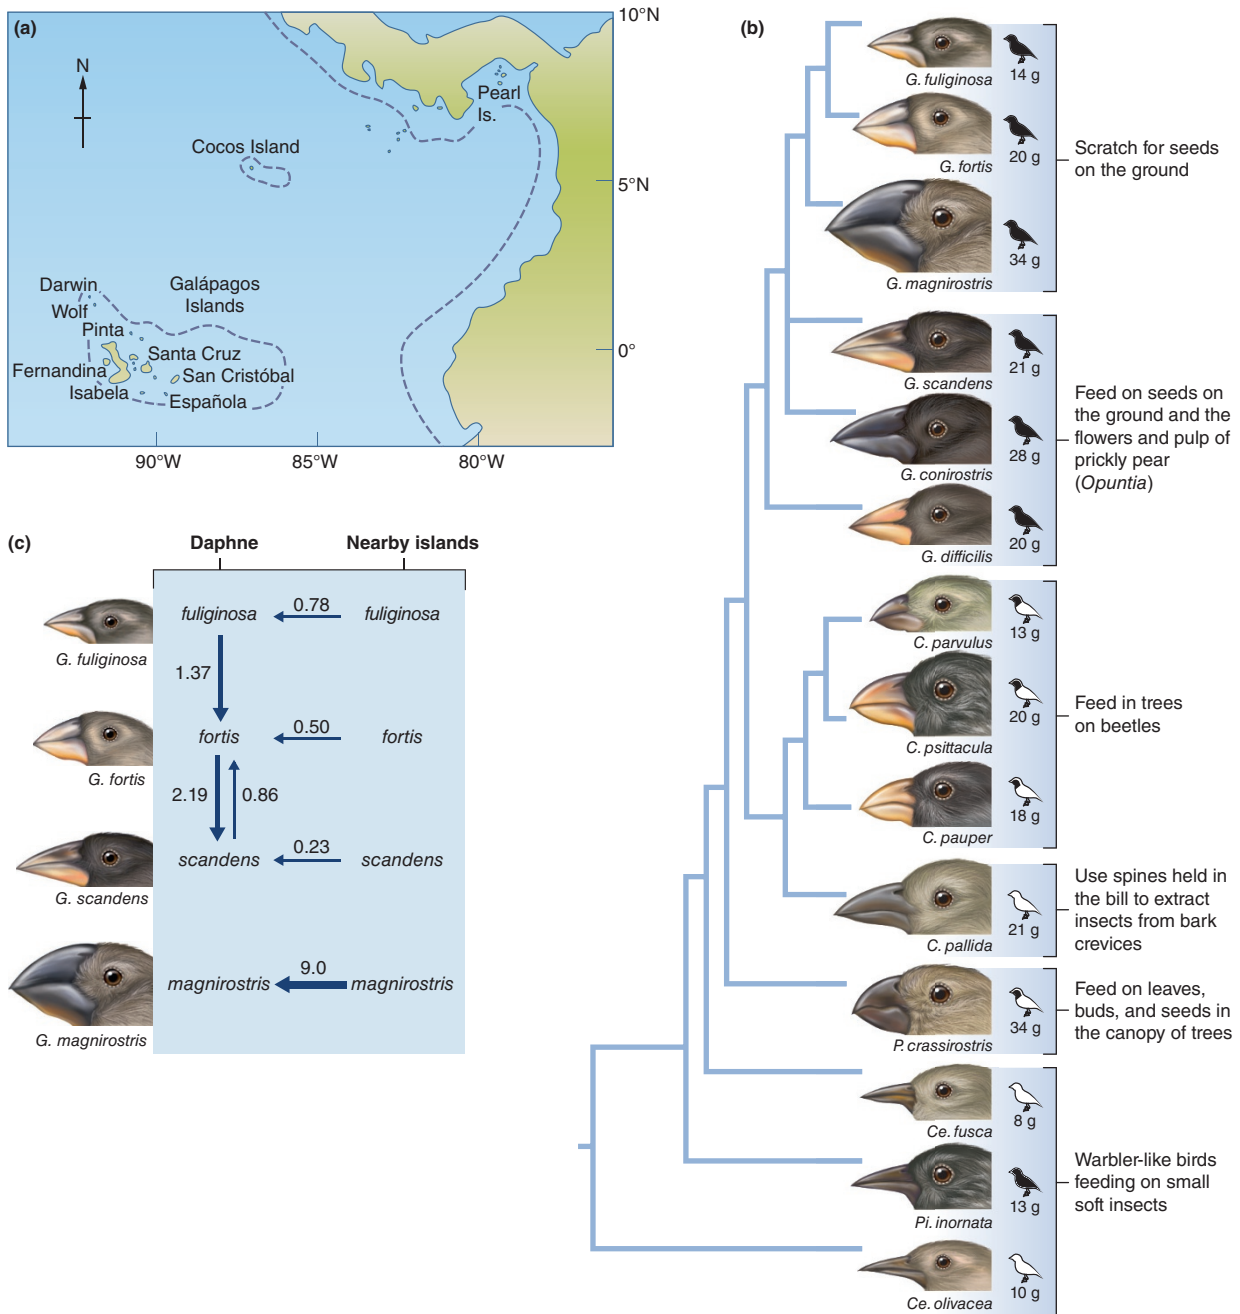 (a)
10°N
N
Pearl
Is.
Cocos Island
5°N
Darwin
Galápagos
Islands
Wolf
Pinta
Santa Cruz
0°
Fernandina
San Cristóbal
Isabela
Española
90°W
85°W
80°W
(b)
G. fuliginosa
14 g
G. fortis
20 g
G. magnirostris
34 g
Scratch for seeds
on the ground
G. scandens
21 g
G. conirostris
28 g
G. difficilis
20 g
Feed on seeds on
the ground and the
flowers and pulp of
prickly pear
(Opuntia)
C. parvulus
13 g
C. psittacula
20 g
C. pauper
18 g
Feed in trees
on beetles
C. pallida
21 g
Use spines held in
the bill to extract
insects from bark
crevices
P. crassirostris
34 g
Feed on leaves,
buds, and seeds in
the canopy of trees
Ce. fusca
8 g
Pi. inornata
13 g
Ce. olivacea
10 g
Warbler-like birds
feeding on small
soft insects
(c)
Daphne
Nearby islands
G. fuliginosa
fuliginosa
0.78
fuliginosa
1.37
G. fortis
fortis
0.50
fortis
2.19
0.86
G. scandens
scandens
0.23
scandens
G. magnirostris
magnirostris
9.0
magnirostris